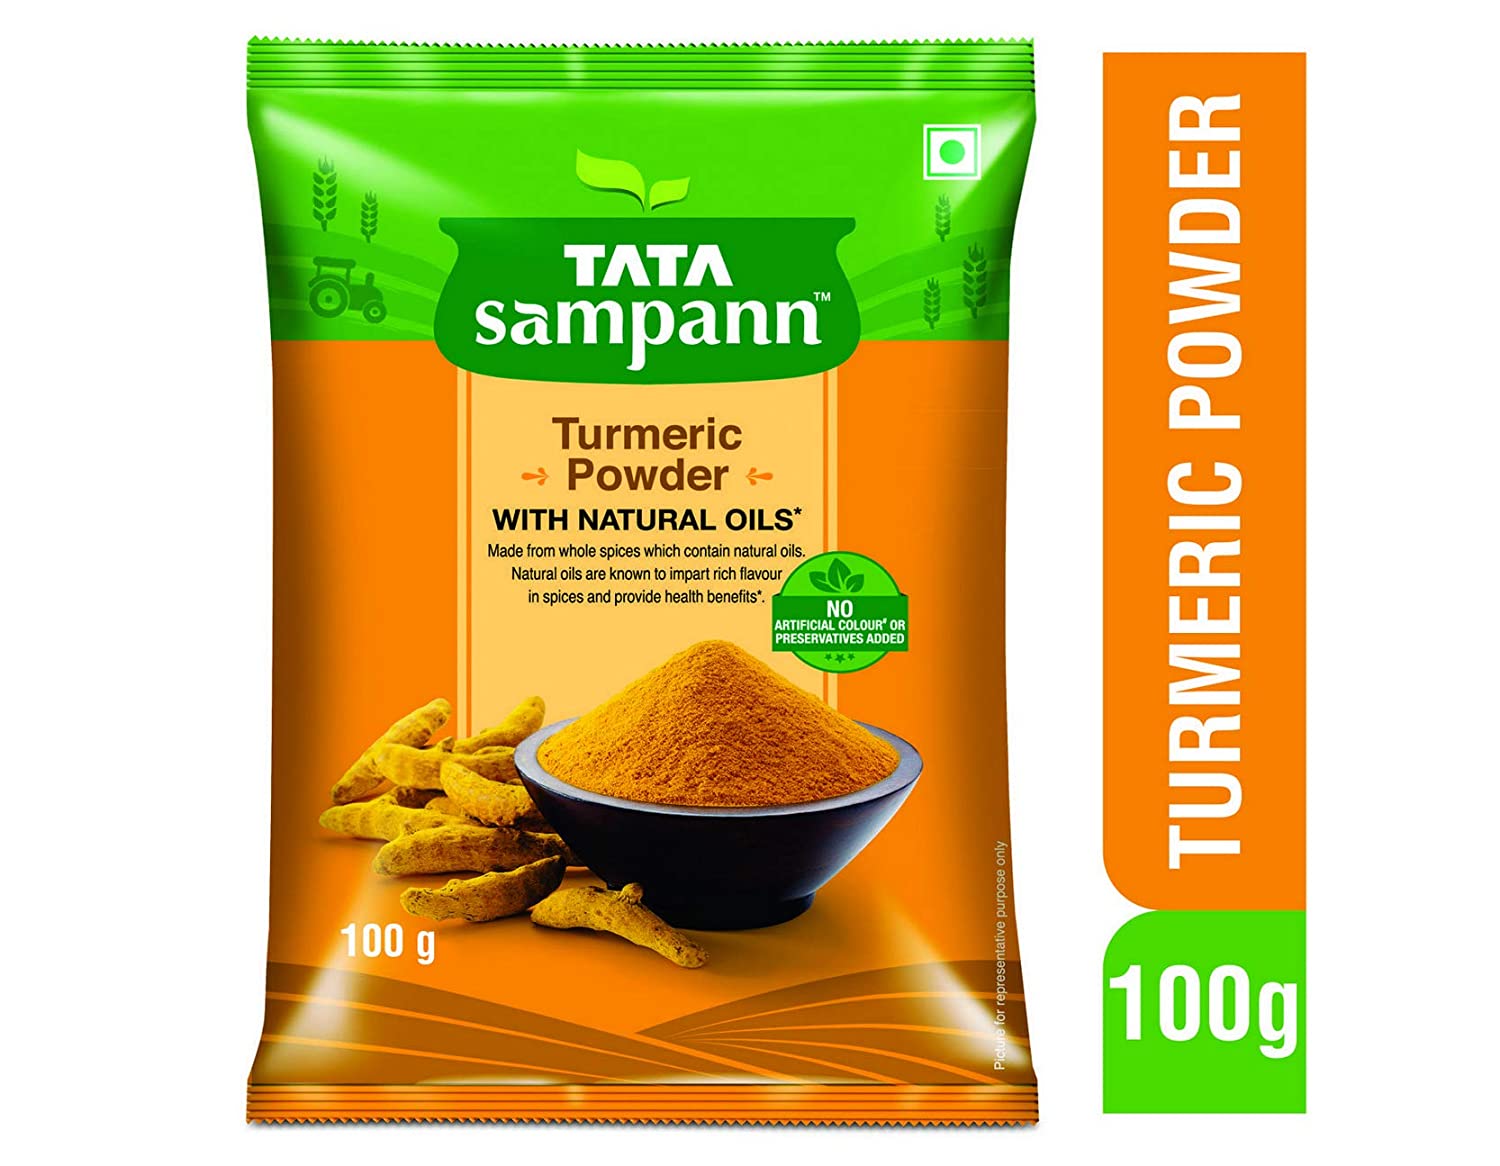 TATA
sampann™
Turmeric
Powder
WITH NATURAL OILS*
Made from whole spices which contain natural oils.
Natural oils are known to impart rich flavour
in spices and provide health benefits*.
NO
ARTIFICIAL COLOUR# OR
PRESERVATIVES ADDED
100 g
Picture for representative purpose only
TURMERIC POWDER
100g